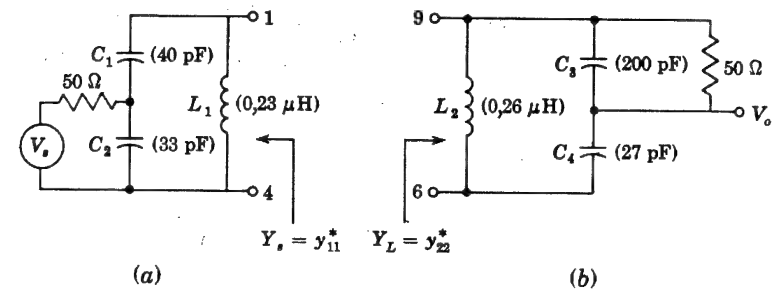 1
C₁ (40 pF)
50 Ω
L₁ (0,23 μH)
Vₛ
C₂ (33 pF)
4
Yₛ = y*₁₁
(a)
9
C₃ (200 pF)
50 Ω
L₂ (0,26 μH)
Vₒ
C₄ (27 pF)
6
Y_L = y*₂₂
(b)